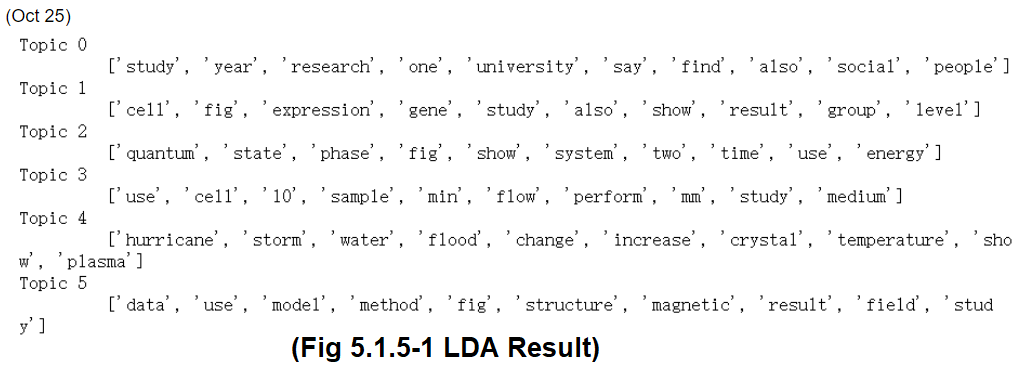 (Oct 25)
Topic 0
['study', 'year', 'research', 'one', 'university', 'say', 'find', 'also', 'social', 'people']
Topic 1
['cell', 'fig', 'expression', 'gene', 'study', 'also', 'show', 'result', 'group', 'level']
Topic 2
['quantum', 'state', 'phase', 'fig', 'show', 'system', 'two', 'time', 'use', 'energy']
Topic 3
['use', 'cell', '10', 'sample', 'min', 'flow', 'perform', 'mm', 'study', 'medium']
Topic 4
['hurricane', 'storm', 'water', 'flood', 'change', 'increase', 'crystal', 'temperature', 'sho
w', 'plasma']
Topic 5
['data', 'use', 'model', 'method', 'fig', 'structure', 'magnetic', 'result', 'field', 'stud
y']
(Fig 5.1.5-1 LDA Result)